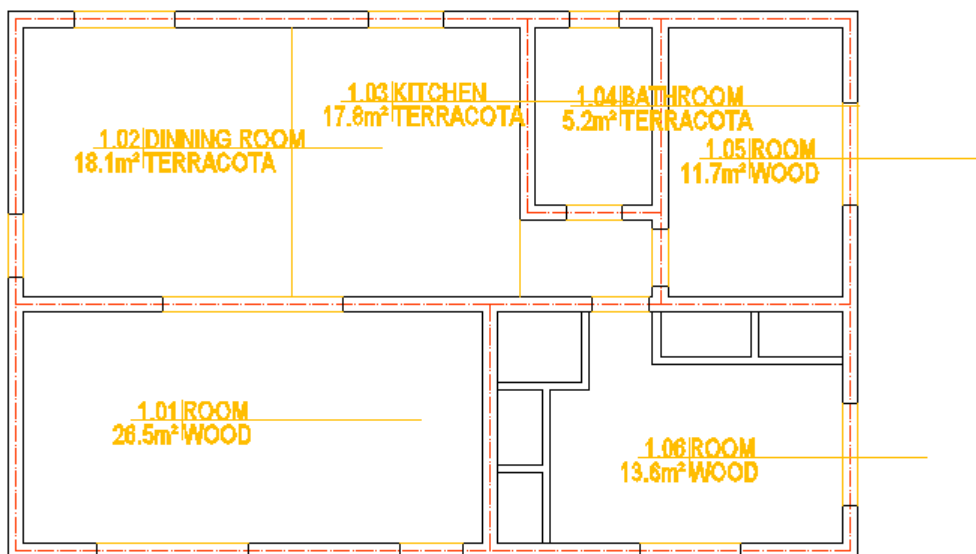 1.03 KITCHEN
17.8m² TERRACOTA
1.04 BATHROOM
5.2m² TERRACOTA
1.02 DINNING ROOM
18.1m² TERRACOTA
1.05 ROOM
11.7m² WOOD
1.01 ROOM
26.5m² WOOD
1.06 ROOM
13.6m² WOOD